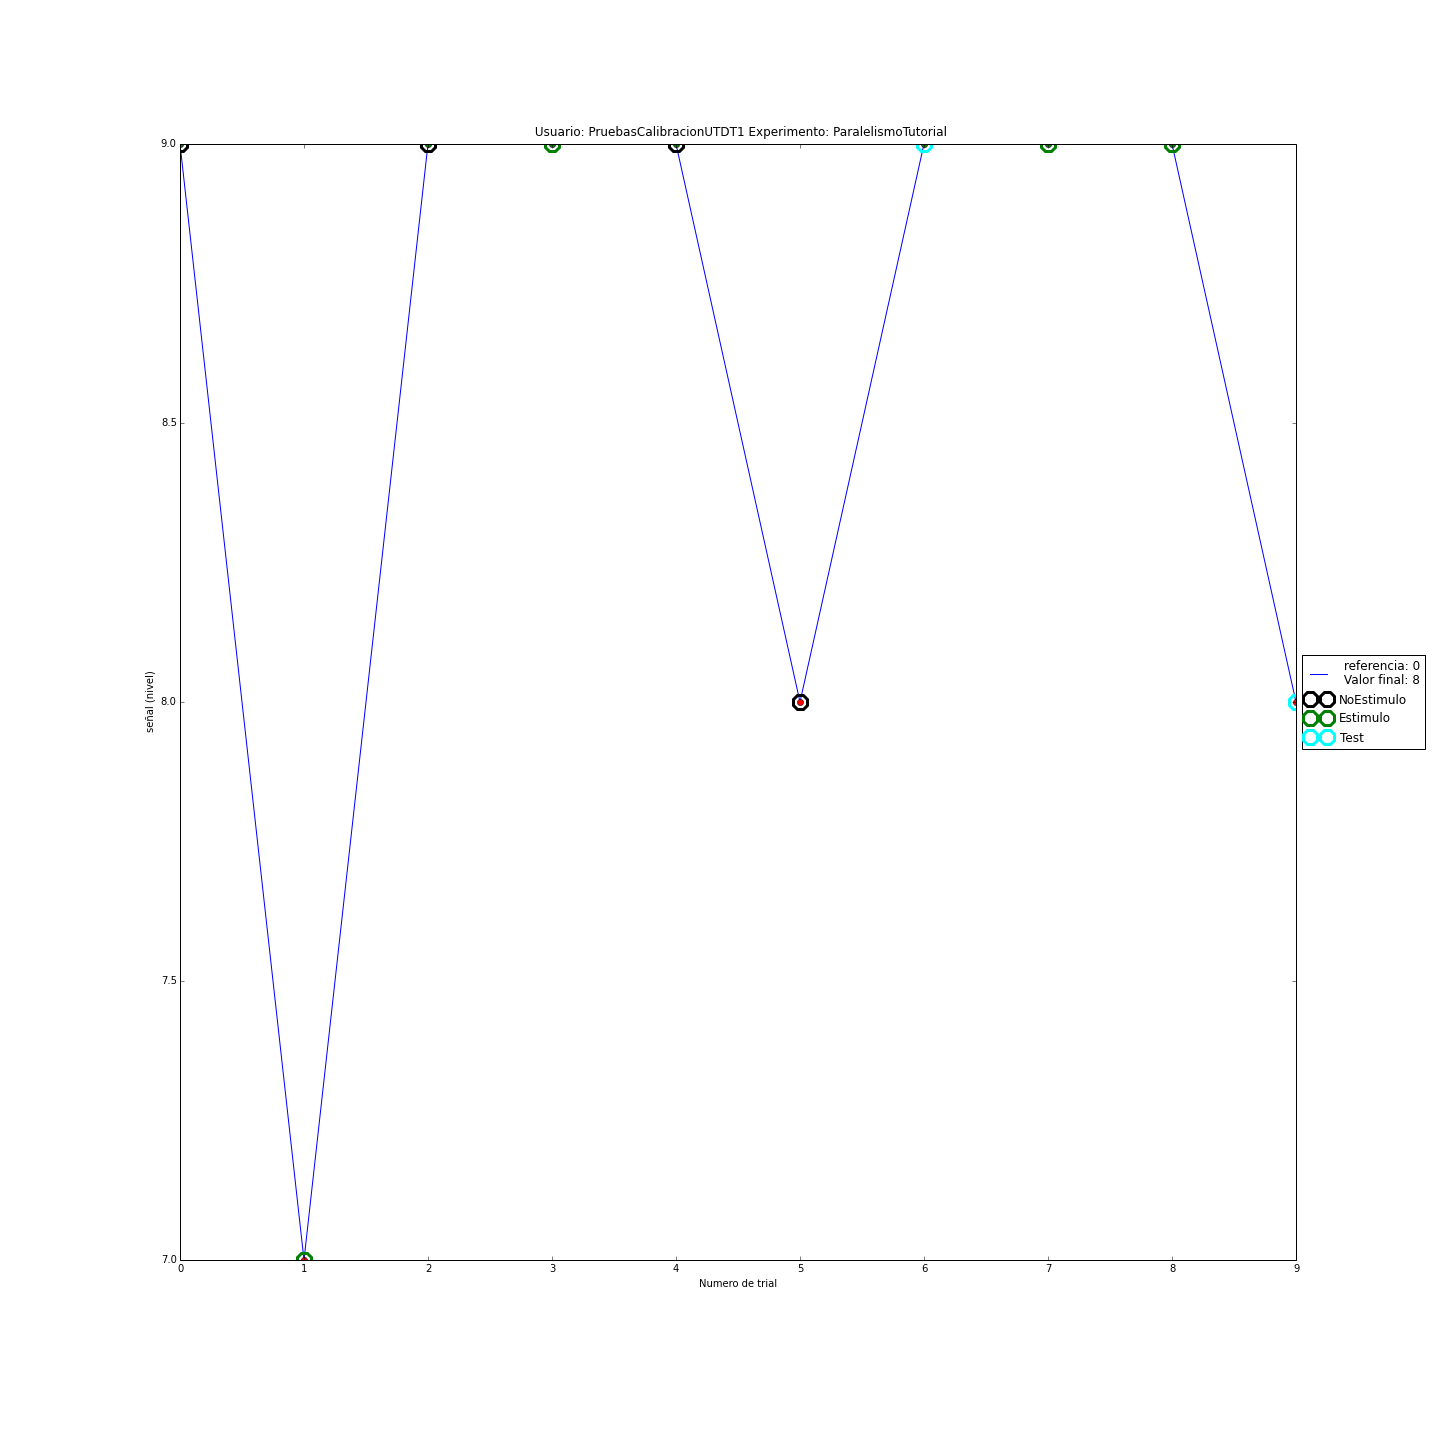 Usuario: PruebasCalibracionUTDT1 Experimento: ParalelismoTutorial
9.0
8.5
8.0
7.5
7.0
señal (nivel)
0 1 2 3 4 5 6 7 8 9
Numero de trial
referencia: 0
Valor final: 8
NoEstimulo
Estimulo
Test